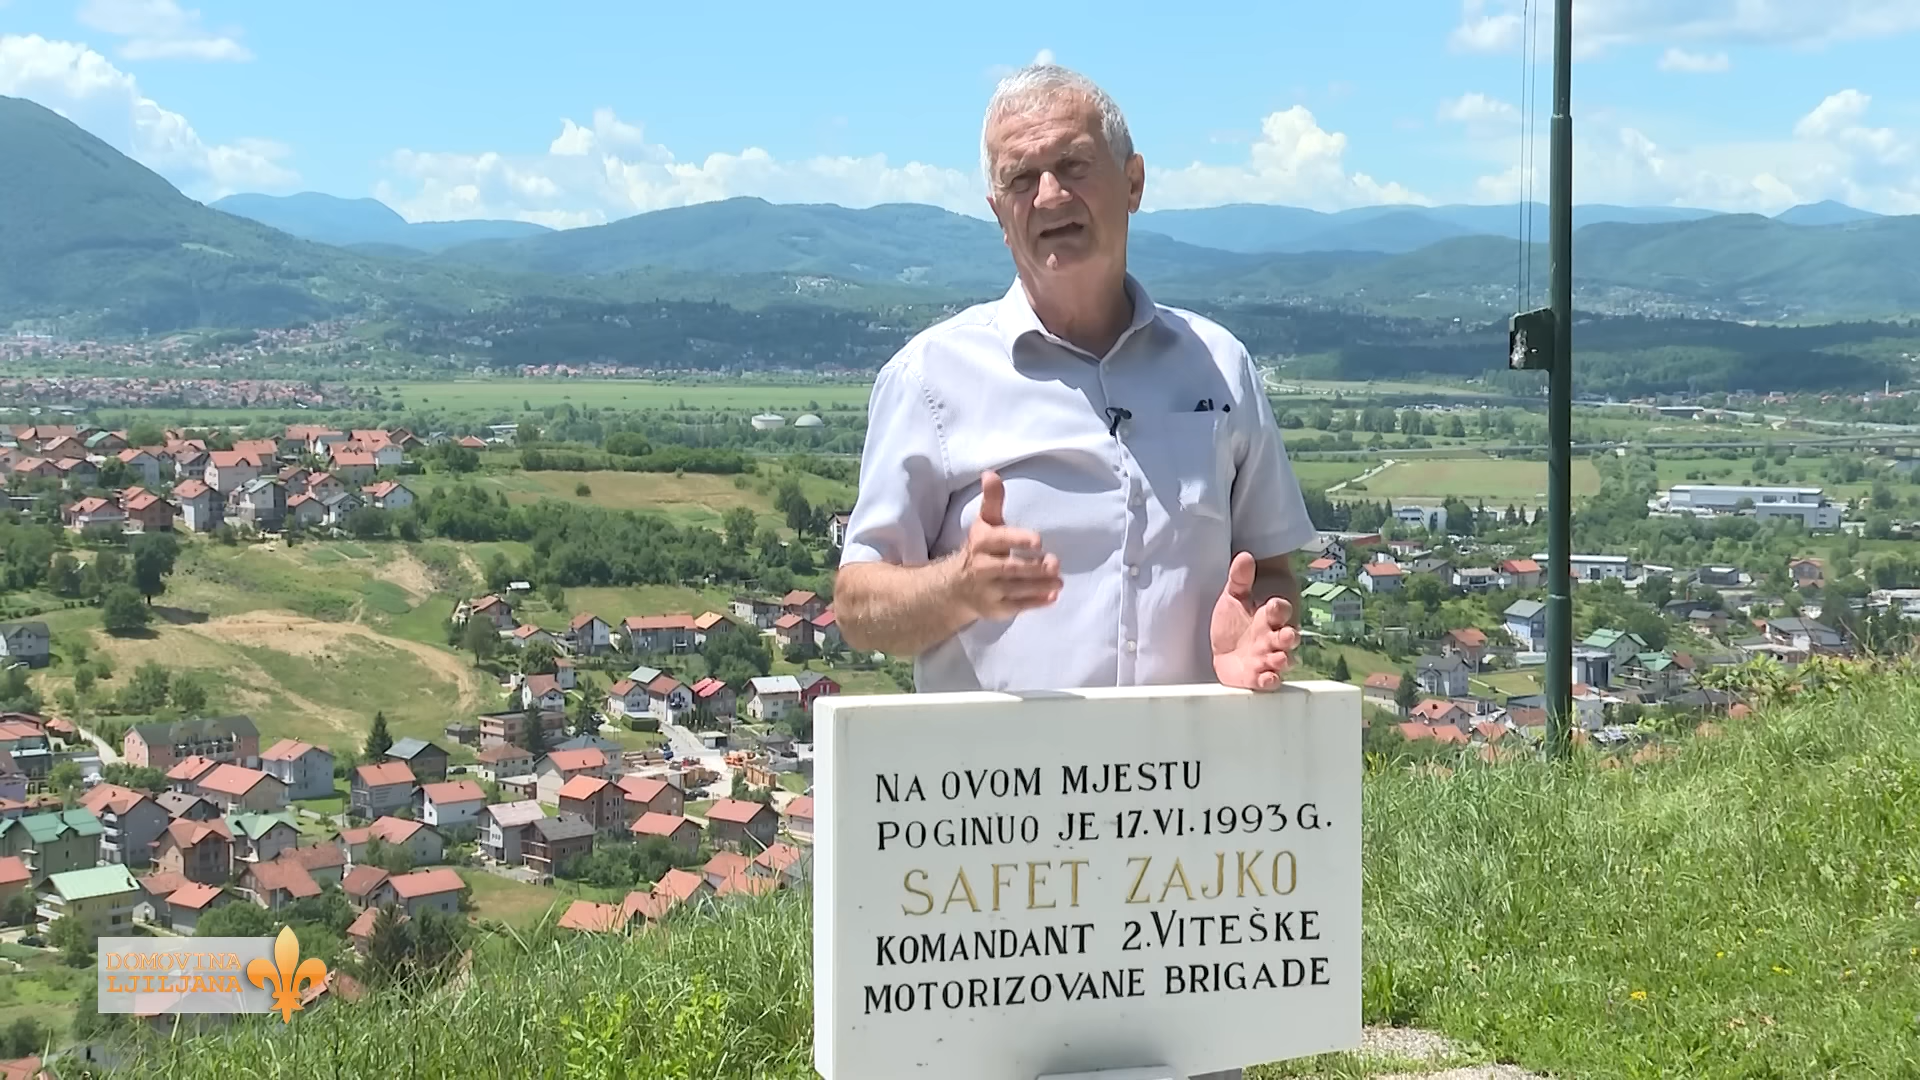 NA OVOM MJESTU
POGINUO JE 17.VI.1993 G.
SAFET ZAJKO
KOMANDANT 2.VITEŠKE
MOTORIZOVANE BRIGADE
DOMOVINA
LJILJANA